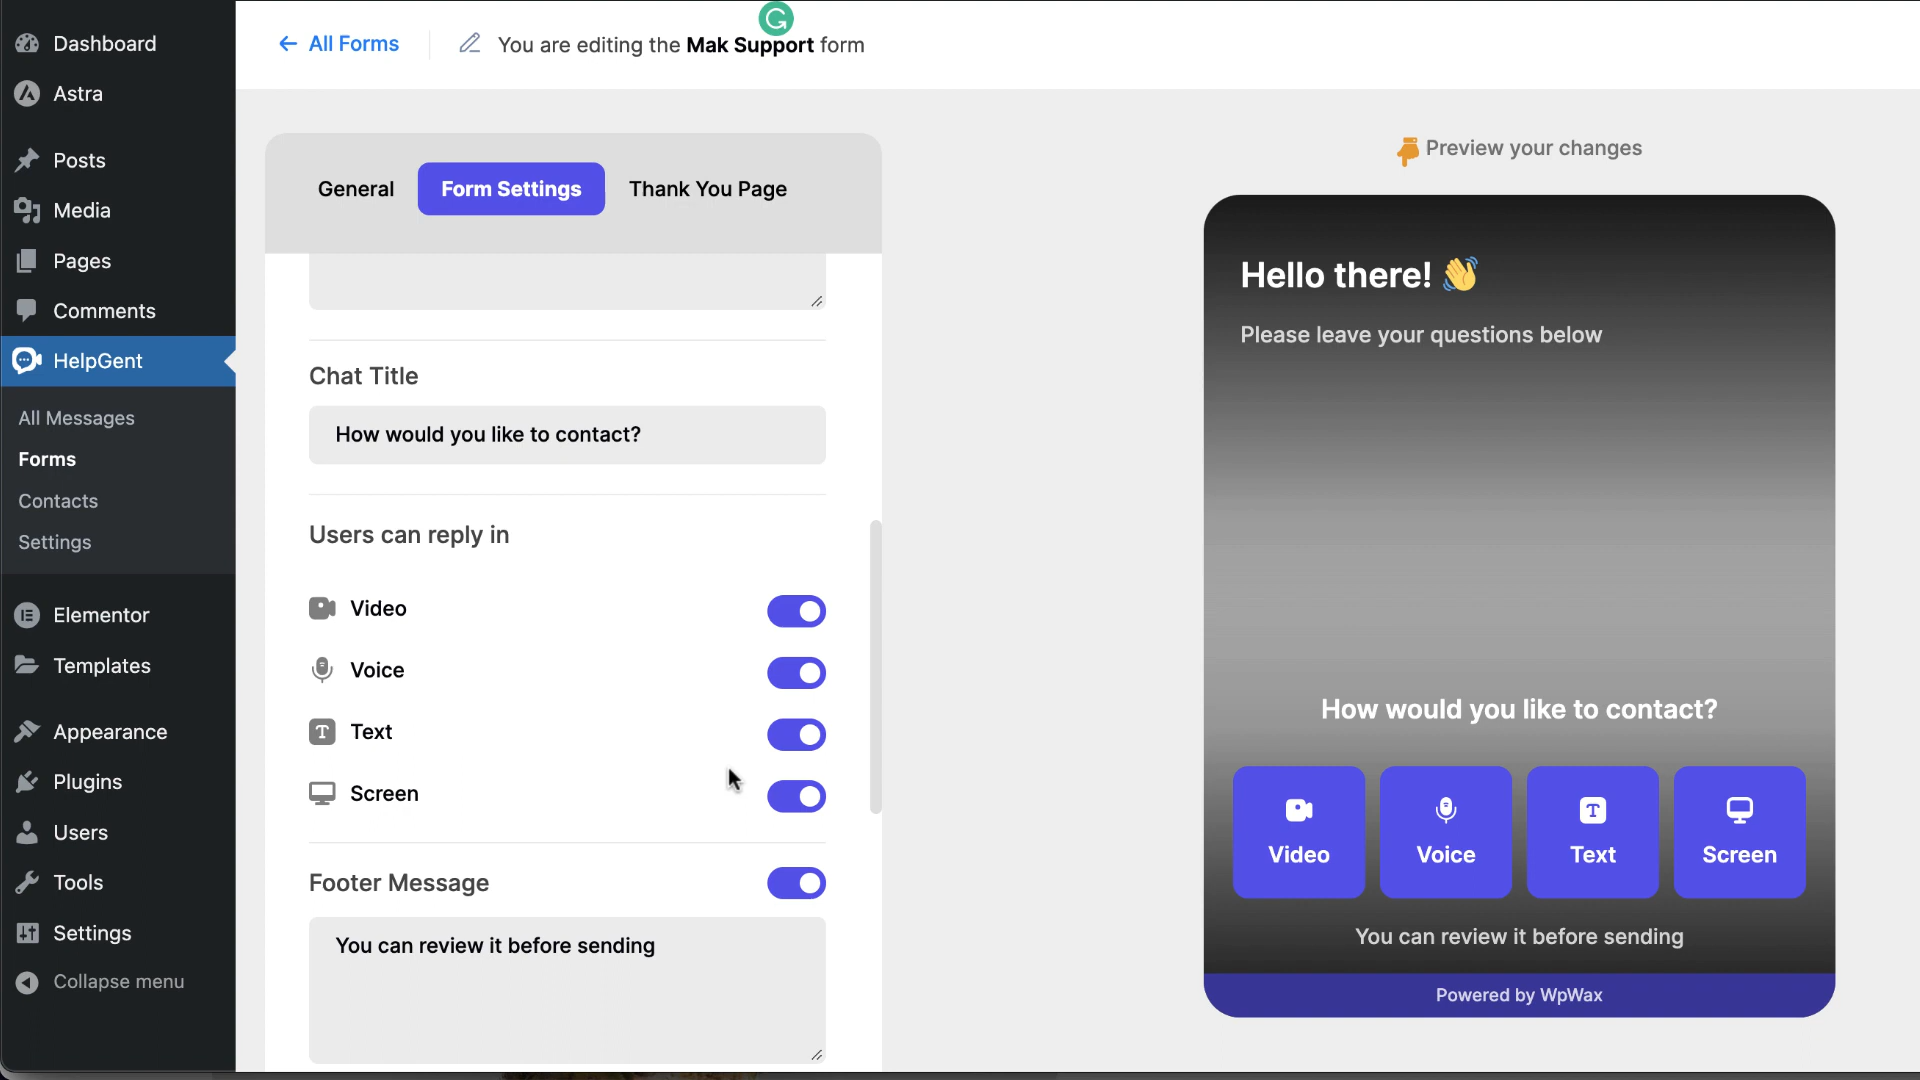 Dashboard
Astra
Posts
Media
Pages
Comments
HelpGent
All Messages
Forms
Contacts
Settings
Elementor
Templates
Appearance
Plugins
Users
Tools
Settings
Collapse menu
All Forms
You are editing the Mak Support form
General
Form Settings
Thank You Page
Chat Title
How would you like to contact?
Users can reply in
Video
Voice
Text
Screen
Footer Message
You can review it before sending
Preview your changes
Hello there!
Please leave your questions below
How would you like to contact?
Video
Voice
Text
Screen
You can review it before sending
Powered by WpWax